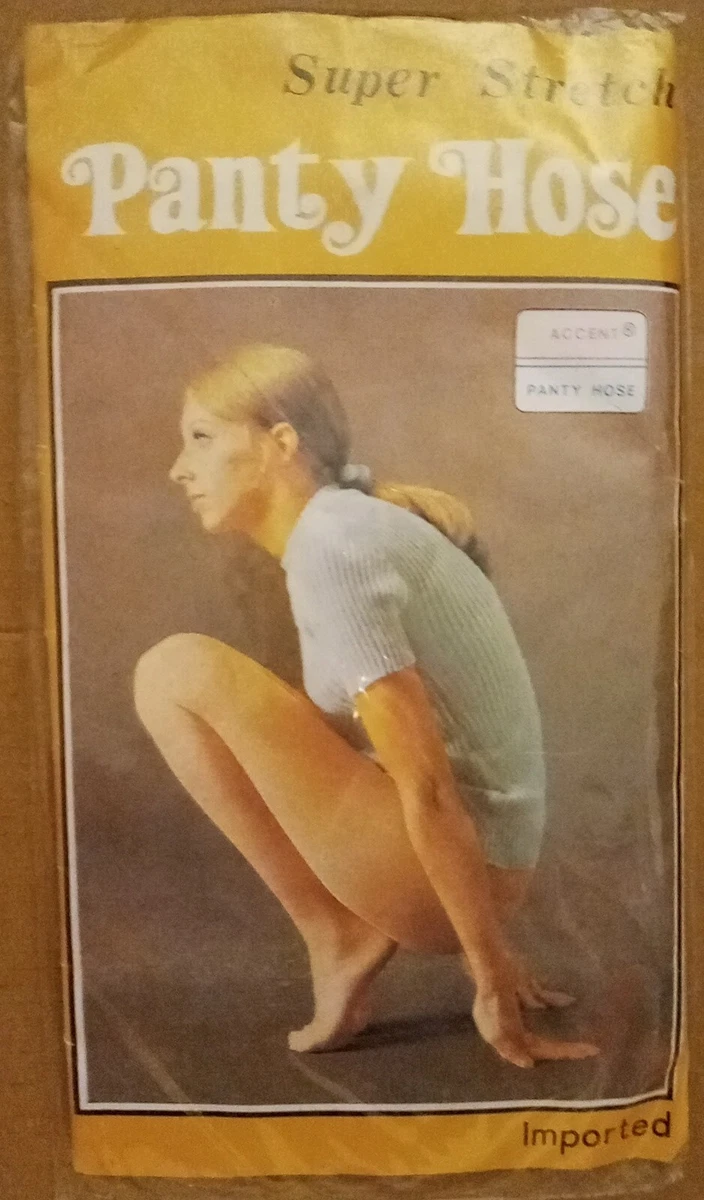 Super Stretch
Panty Hose
ACCENT®
PANTY HOSE
Imported